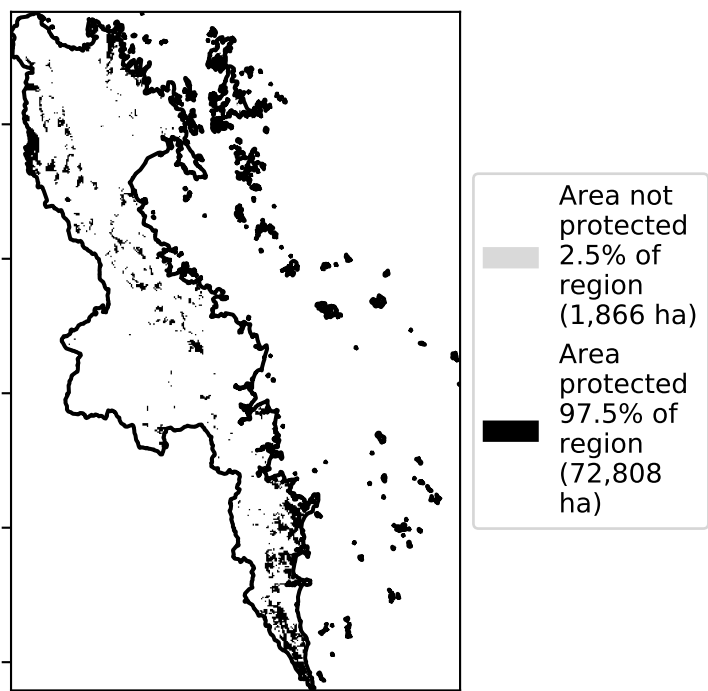 Area not
protected
2.5% of
region
(1,866 ha)
Area
protected
97.5% of
region
(72,808
ha)